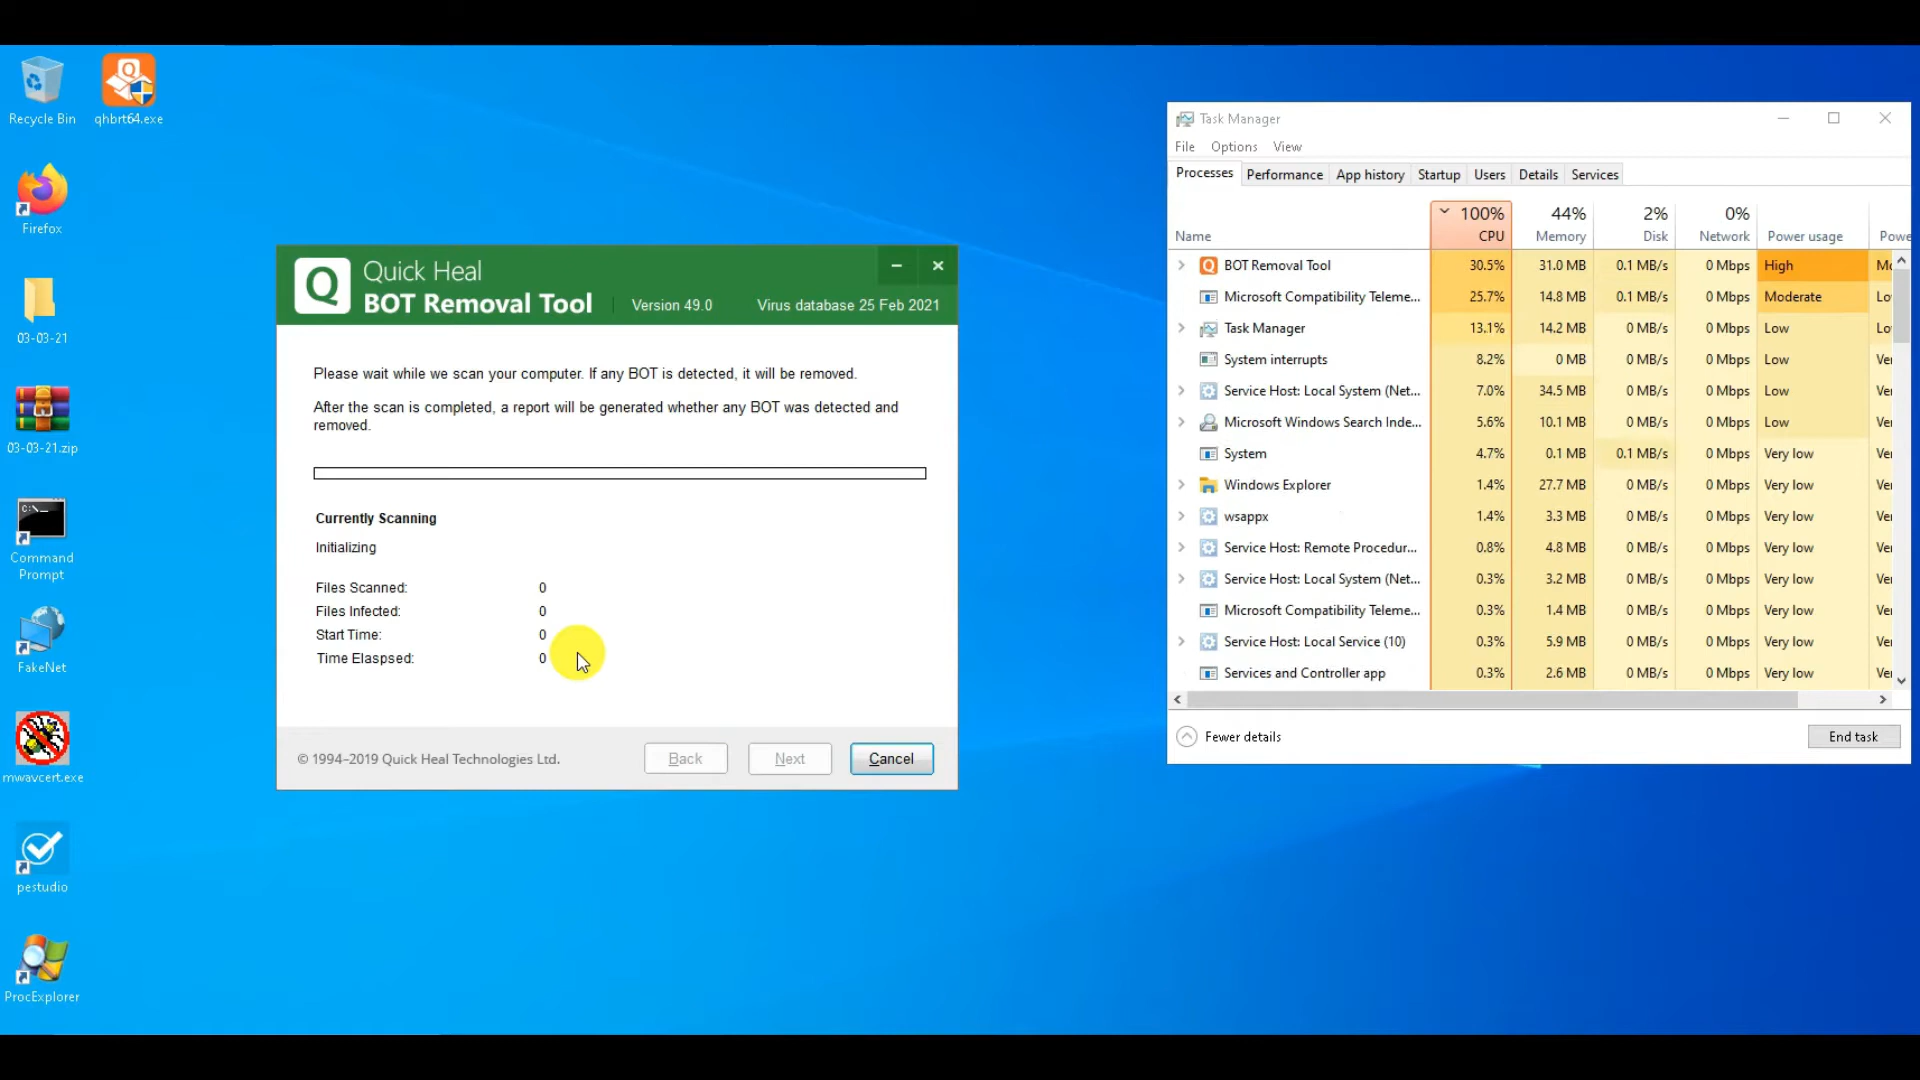 Recycle Bin
qhbrt64.exe
Firefox
03-03-21
03-03-21.zip
C:\_
Command
Prompt
FakeNet
mwavcert.exe
pestudio
ProcExplorer
Q
Quick Heal
BOT Removal Tool
Version 49.0
Virus database 25 Feb 2021
Please wait while we scan your computer. If any BOT is detected, it will be removed.
After the scan is completed, a report will be generated whether any BOT was detected and
removed.
Currently Scanning
Initializing
Files Scanned: 0
Files Infected: 0
Start Time: 0
Time Elaspsed: 0
© 1994–2019 Quick Heal Technologies Ltd.
Back
Next
Cancel
Task Manager
File Options View
Processes Performance App history Startup Users Details Services
100% 44% 2% 0%
Name CPU Memory Disk Network Power usage Powe
BOT Removal Tool 30.5% 31.0 MB 0.1 MB/s 0 Mbps High Mo
Microsoft Compatibility Teleme... 25.7% 14.8 MB 0.1 MB/s 0 Mbps Moderate Lo
Task Manager 13.1% 14.2 MB 0 MB/s 0 Mbps Low Lo
System interrupts 8.2% 0 MB 0 MB/s 0 Mbps Low Ve
Service Host: Local System (Net... 7.0% 34.5 MB 0 MB/s 0 Mbps Low Ve
Microsoft Windows Search Inde... 5.6% 10.1 MB 0 MB/s 0 Mbps Low Ve
System 4.7% 0.1 MB 0.1 MB/s 0 Mbps Very low Ve
Windows Explorer 1.4% 27.7 MB 0 MB/s 0 Mbps Very low Ve
wsappx 1.4% 3.3 MB 0 MB/s 0 Mbps Very low Ve
Service Host: Remote Procedur... 0.8% 4.8 MB 0 MB/s 0 Mbps Very low Ve
Service Host: Local System (Net... 0.3% 3.2 MB 0 MB/s 0 Mbps Very low Ve
Microsoft Compatibility Teleme... 0.3% 1.4 MB 0 MB/s 0 Mbps Very low Ve
Service Host: Local Service (10) 0.3% 5.9 MB 0 MB/s 0 Mbps Very low Ve
Services and Controller app 0.3% 2.6 MB 0 MB/s 0 Mbps Very low Ve
Fewer details
End task